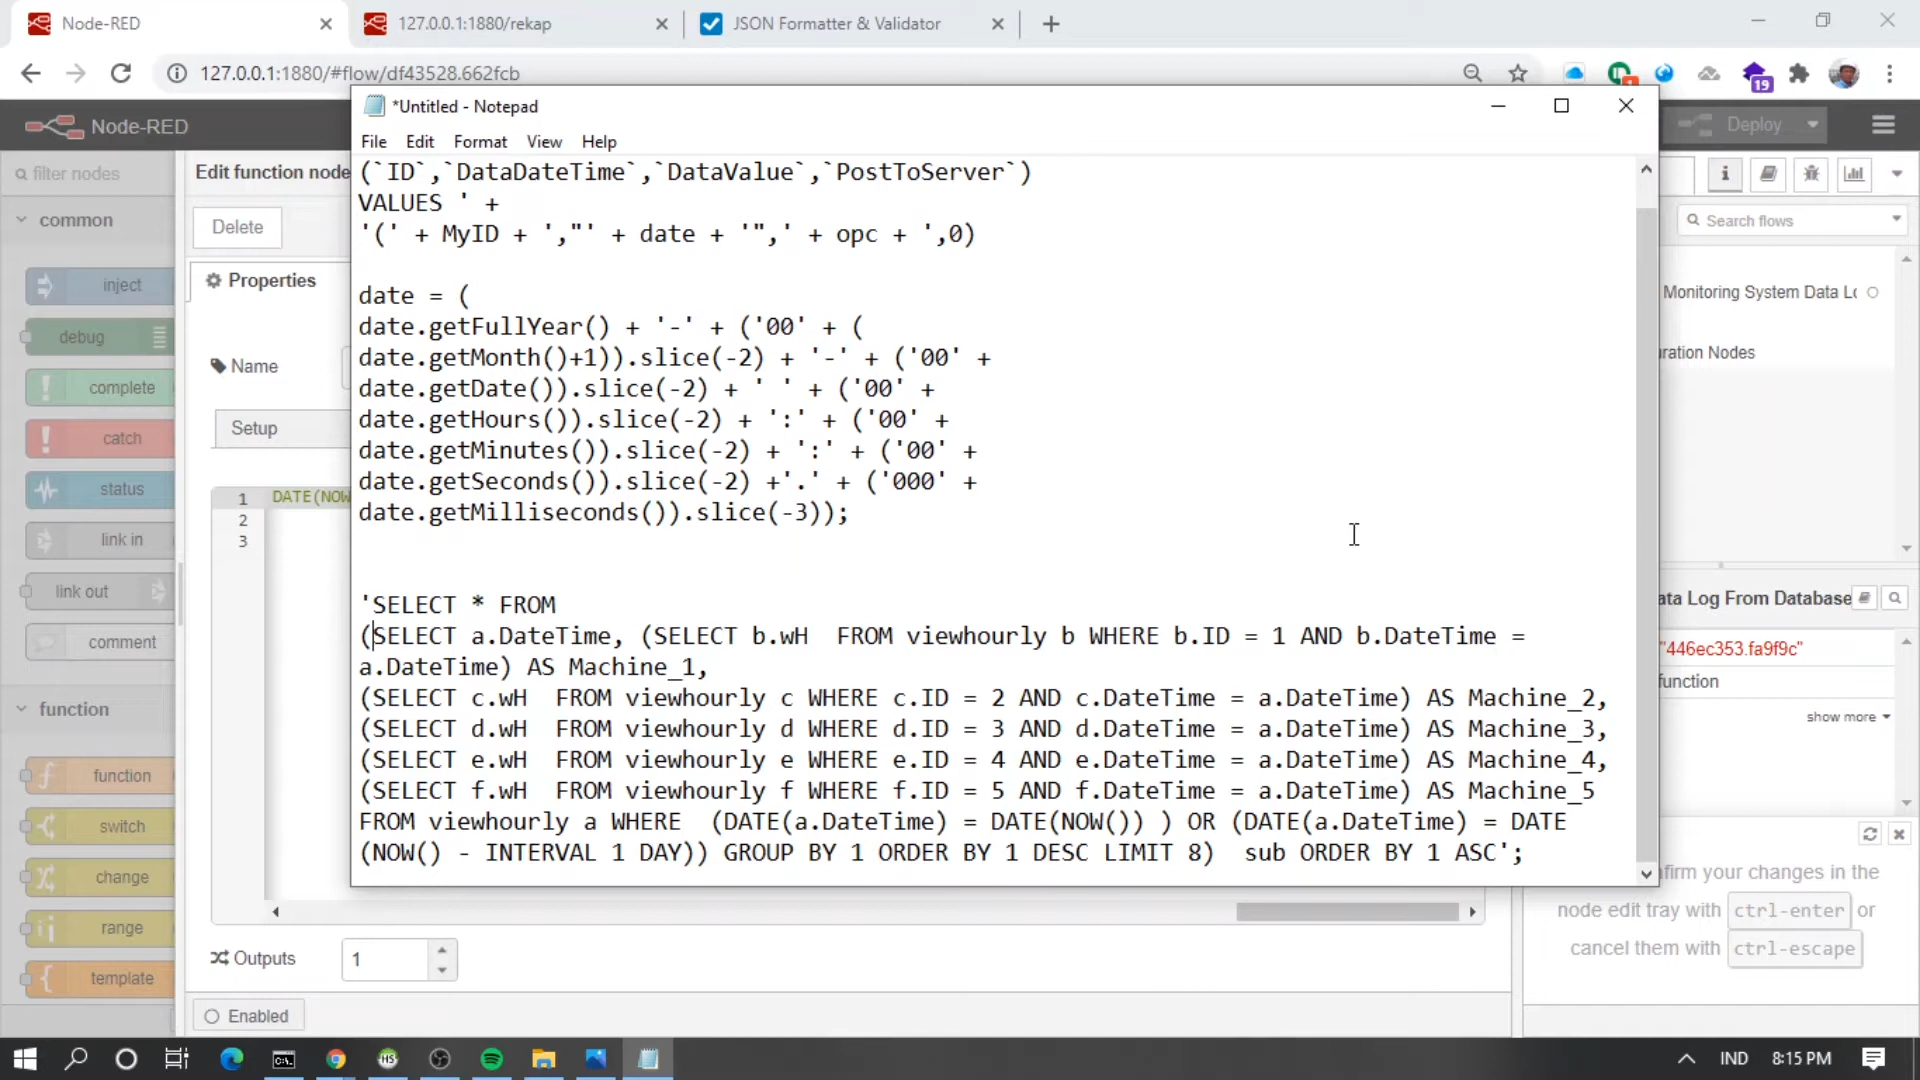 Node-RED
127.0.0.1:1880/rekap
JSON Formatter & Validator
127.0.0.1:1880/#flow/df43528.662fcb
19
*Untitled - Notepad
Node-RED
Deploy
File Edit Format View Help
filter nodes
Edit function node
(`ID`,`DataDateTime`,`DataValue`,`PostToServer`)
VALUES ' +
'(' + MyID + ',"' + date + '",' + opc + ',0)
date = (
date.getFullYear() + '-' + ('00' + (
date.getMonth()+1)).slice(-2) + '-' + ('00' +
date.getDate()).slice(-2) + ' ' + ('00' +
date.getHours()).slice(-2) + ':' + ('00' +
date.getMinutes()).slice(-2) + ':' + ('00' +
date.getSeconds()).slice(-2) +'.' + ('000' +
date.getMilliseconds()).slice(-3));
'SELECT * FROM
(SELECT a.DateTime, (SELECT b.wH  FROM viewhourly b WHERE b.ID = 1 AND b.DateTime =
a.DateTime) AS Machine_1,
(SELECT c.wH  FROM viewhourly c WHERE c.ID = 2 AND c.DateTime = a.DateTime) AS Machine_2,
(SELECT d.wH  FROM viewhourly d WHERE d.ID = 3 AND d.DateTime = a.DateTime) AS Machine_3,
(SELECT e.wH  FROM viewhourly e WHERE e.ID = 4 AND e.DateTime = a.DateTime) AS Machine_4,
(SELECT f.wH  FROM viewhourly f WHERE f.ID = 5 AND f.DateTime = a.DateTime) AS Machine_5
FROM viewhourly a WHERE  (DATE(a.DateTime) = DATE(NOW()) ) OR (DATE(a.DateTime) = DATE
(NOW() - INTERVAL 1 DAY)) GROUP BY 1 ORDER BY 1 DESC LIMIT 8)  sub ORDER BY 1 ASC';
common
inject
debug
complete
catch
status
link in
link out
comment
function
function
switch
change
range
template
Delete
Properties
Name
Setup
1 DATE(NOW
2
3
Outputs
1
Enabled
i
Search flows
Monitoring System Data Lo
uration Nodes
ata Log From Database
"446ec353.fa9f9c"
function
show more
firm your changes in the
node edit tray with ctrl-enter or
cancel them with ctrl-escape
IND
8:15 PM